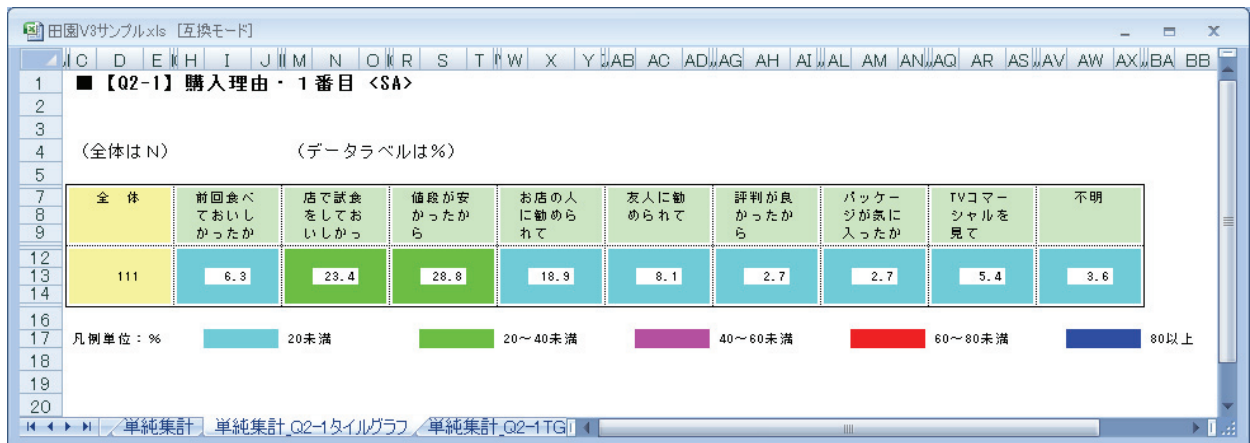 田園V3サンプル.xls [互換モード]
C D E H I J M N O R S T W X Y AB AC AD AG AH AI AL AM AN AQ AR AS AV AW AX BA BB
1 ■【Q2-1】購入理由・1番目 <SA>
2
3
4 (全体はN) (データラベルは%)
5
7 全 体 前回食べ 店で試食 値段が安 お店の人 友人に勧 評判が良 パッケー TVコマー 不明
8 ておいし をしてお かったか に勧めら められて かったか ジが気に シャルを
9 かったか いしかっ ら れて ら 入ったか 見て
12
13 111 6.3 23.4 28.8 18.9 8.1 2.7 2.7 5.4 3.6
14
16
17 凡例単位:% 20未満 20~40未満 40~60未満 60~80未満 80以上
18
19
20
単純集計 単純集計_Q2-1タイルグラフ 単純集計_Q2-1TG